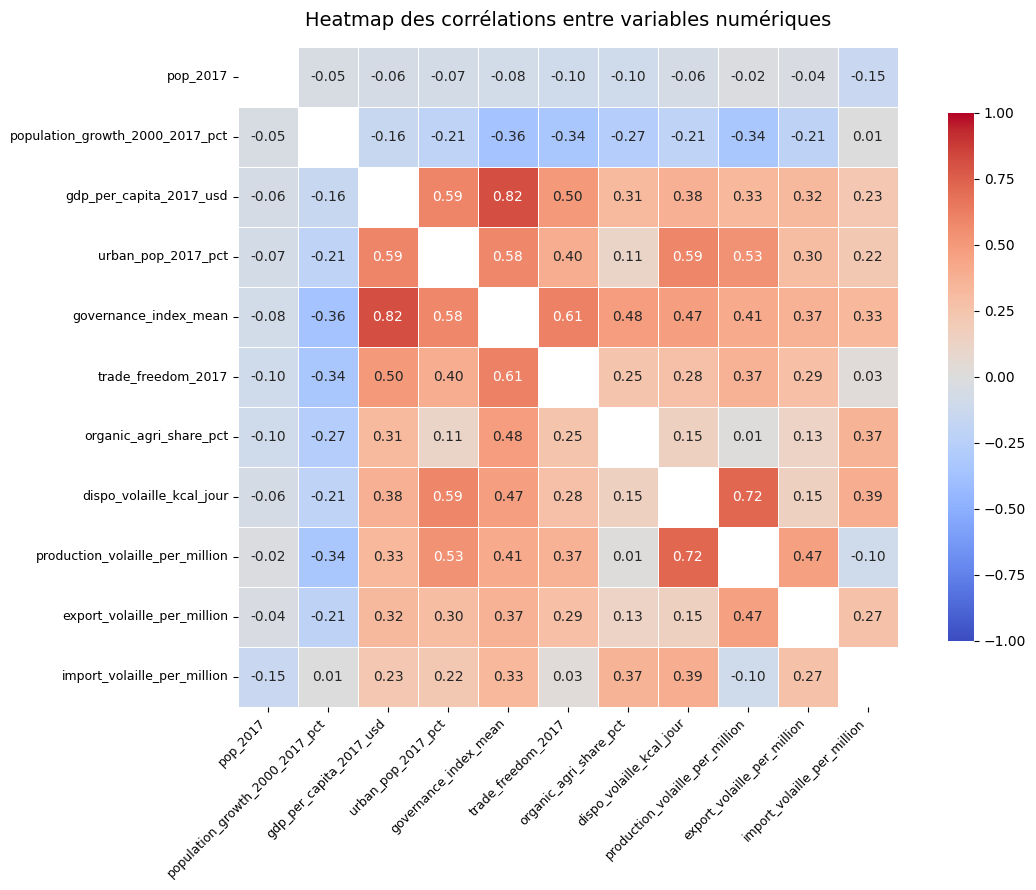 Heatmap des corrélations entre variables numériques
pop_2017 -0.05 -0.06 -0.07 -0.08 -0.10 -0.10 -0.06 -0.02 -0.04 -0.15
population_growth_2000_2017_pct -0.05 -0.16 -0.21 -0.36 -0.34 -0.27 -0.21 -0.34 -0.21 0.01
gdp_per_capita_2017_usd -0.06 -0.16 0.59 0.82 0.50 0.31 0.38 0.33 0.32 0.23
urban_pop_2017_pct -0.07 -0.21 0.59 0.58 0.40 0.11 0.59 0.53 0.30 0.22
governance_index_mean -0.08 -0.36 0.82 0.58 0.61 0.48 0.47 0.41 0.37 0.33
trade_freedom_2017 -0.10 -0.34 0.50 0.40 0.61 0.25 0.28 0.37 0.29 0.03
organic_agri_share_pct -0.10 -0.27 0.31 0.11 0.48 0.25 0.15 0.01 0.13 0.37
dispo_volaille_kcal_jour -0.06 -0.21 0.38 0.59 0.47 0.28 0.15 0.72 0.15 0.39
production_volaille_per_million -0.02 -0.34 0.33 0.53 0.41 0.37 0.01 0.72 0.47 -0.10
export_volaille_per_million -0.04 -0.21 0.32 0.30 0.37 0.29 0.13 0.15 0.47 0.27
import_volaille_per_million -0.15 0.01 0.23 0.22 0.33 0.03 0.37 0.39 -0.10 0.27
pop_2017
population_growth_2000_2017_pct
gdp_per_capita_2017_usd
urban_pop_2017_pct
governance_index_mean
trade_freedom_2017
organic_agri_share_pct
dispo_volaille_kcal_jour
production_volaille_per_million
export_volaille_per_million
import_volaille_per_million
1.00
0.75
0.50
0.25
0.00
−0.25
−0.50
−0.75
−1.00